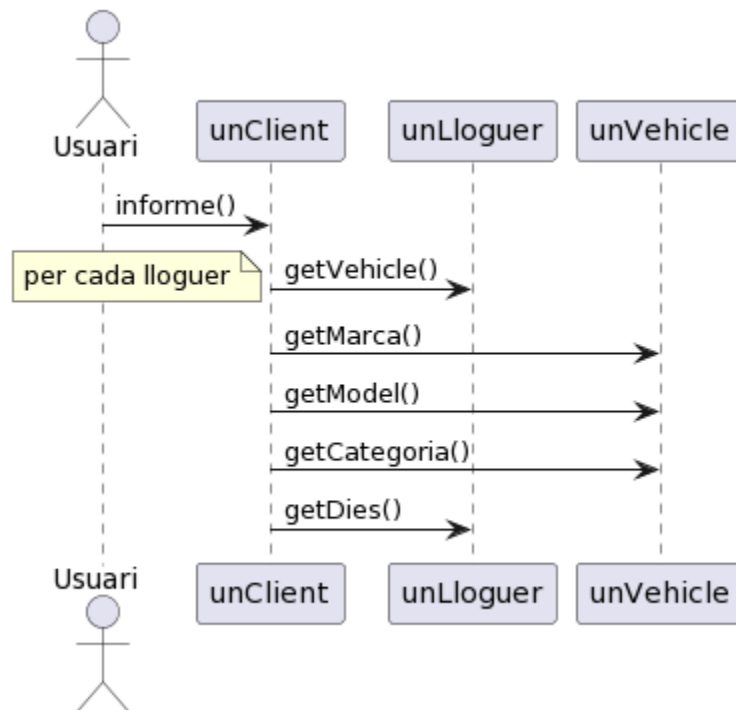 Usuari
unClient
unLloguer
unVehicle
informe()
per cada lloguer
getVehicle()
getMarca()
getModel()
getCategoria()
getDies()
Usuari
unClient
unLloguer
unVehicle